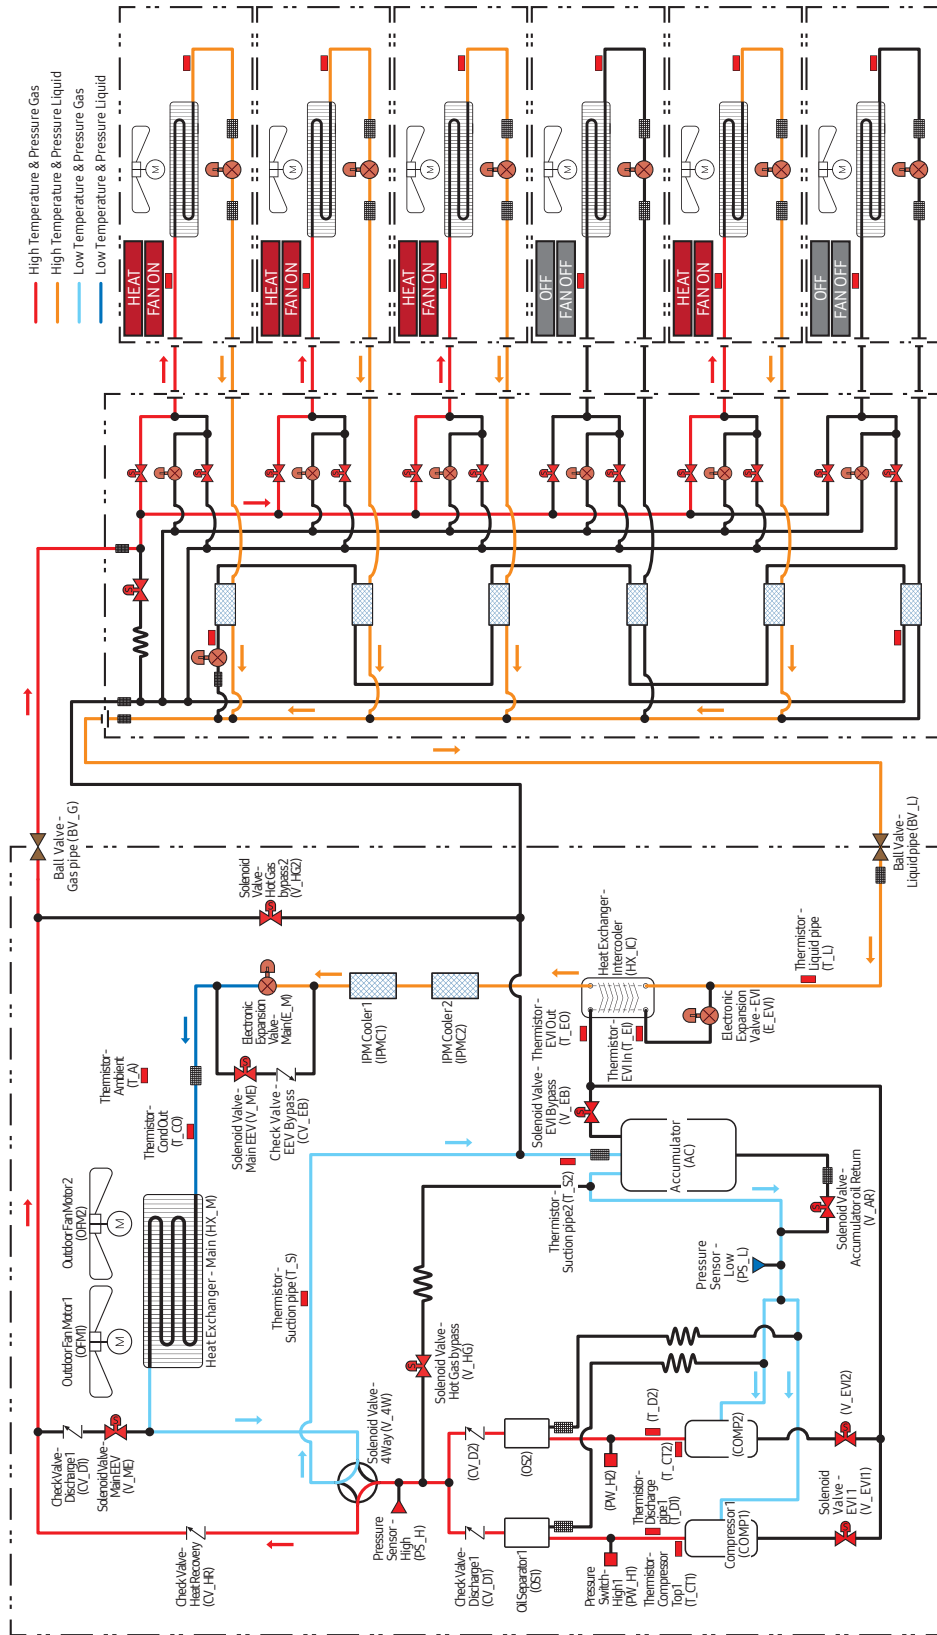 High Temperature & Pressure Gas
High Temperature & Pressure Liquid
Low Temperature & Pressure Gas
Low Temperature & Pressure Liquid
HEAT
FAN ON
M
HEAT
FAN ON
M
HEAT
FAN ON
M
OFF
FAN OFF
M
HEAT
FAN ON
M
OFF
FAN OFF
M
Ball Valve -
Gas pipe (BV_G)
Ball Valve -
Liquid pipe (BV_L)
Solenoid
Valve -
Hot Gas
bypass2
(V_HG2)
Thermistor -
Ambient
(T_A)
Thermistor -
Cond Out
(T_CO)
Electronic
Expansion
Valve -
Main(E_M)
Solenoid Valve -
Main EEV (V_ME)
Check Valve -
EEV Bypass
(CV_EB)
IPM Cooler 1
(IPMC1)
IPM Cooler 2
(IPMC2)
Heat Exchanger -
Intercooler
(HX_IC)
Thermistor -
EVI Out
(T_EO)
Thermistor -
EVI In (T_EI)
Electronic
Expansion
Valve - EVI
(E_EVI)
Thermistor -
Liquid pipe
(T_L)
Solenoid Valve -
EVI Bypass
(V_EB)
Outdoor Fan Motor2
(OFM2)
M
Outdoor Fan Motor1
(OFM1)
M
Heat Exchanger - Main (HX_M)
Thermistor -
Suction pipe (T_S)
Thermistor -
Suction pipe2 (T_S2)
Accumulator
(AC)
Solenoid Valve -
Accumulator oil Return
(V_AR)
Pressure
Sensor -
Low
(PS_L)
Check Valve -
Discharge1
(CV_D1)
Solenoid Valve -
Main EEV
(V_ME)
Solenoid Valve -
4Way (V_4W)
Solenoid Valve -
Hot Gas bypass
(V_HG)
Check Valve -
Heat Recovery
(CV_HR)
Pressure
Sensor -
High
(PS_H)
(CV_D2)
(OS2)
(PW_H2)
(T_D2)
(T_CT2)
(COMP2)
(V_EVI2)
Check Valve -
Discharge1
(CV_D1)
Oil Separator1
(OS1)
Pressure
Switch -
High1
(PW_H1)
Thermistor -
Discharge
pipe1
(T_D1)
Thermistor -
Compressor
Top1
(T_CT1)
Compressor 1
(COMP1)
Solenoid
Valve -
EVI 1
(V_EVI1)